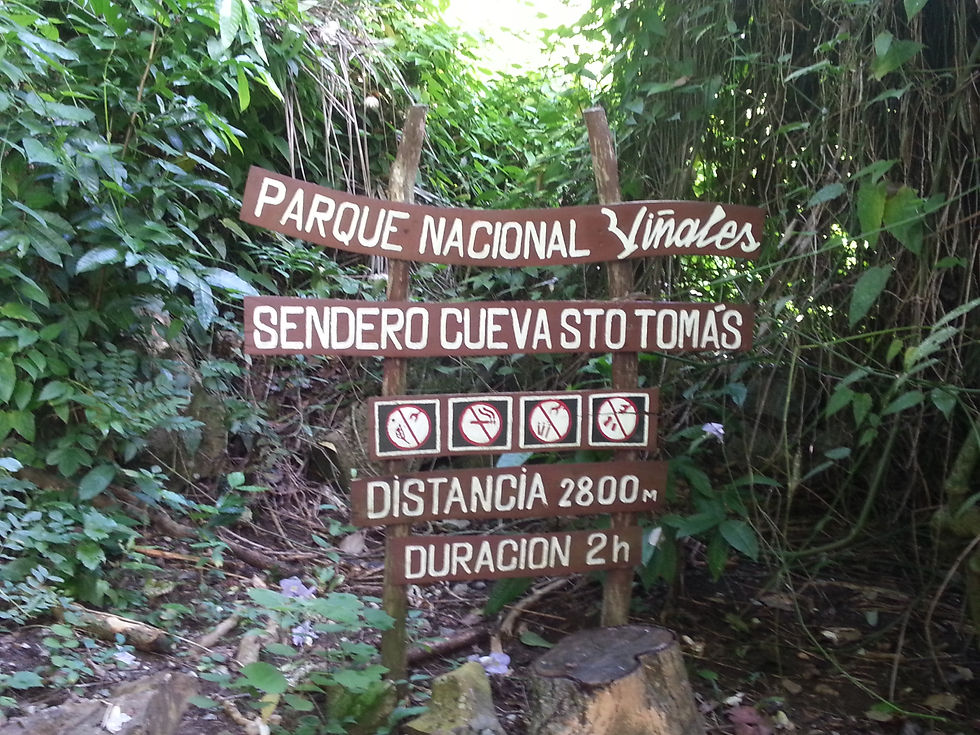 PARQUE NACIONAL Viñales
SENDERO CUEVA STO TOMÁS
DISTANCIA 2800 M
DURACION 2h